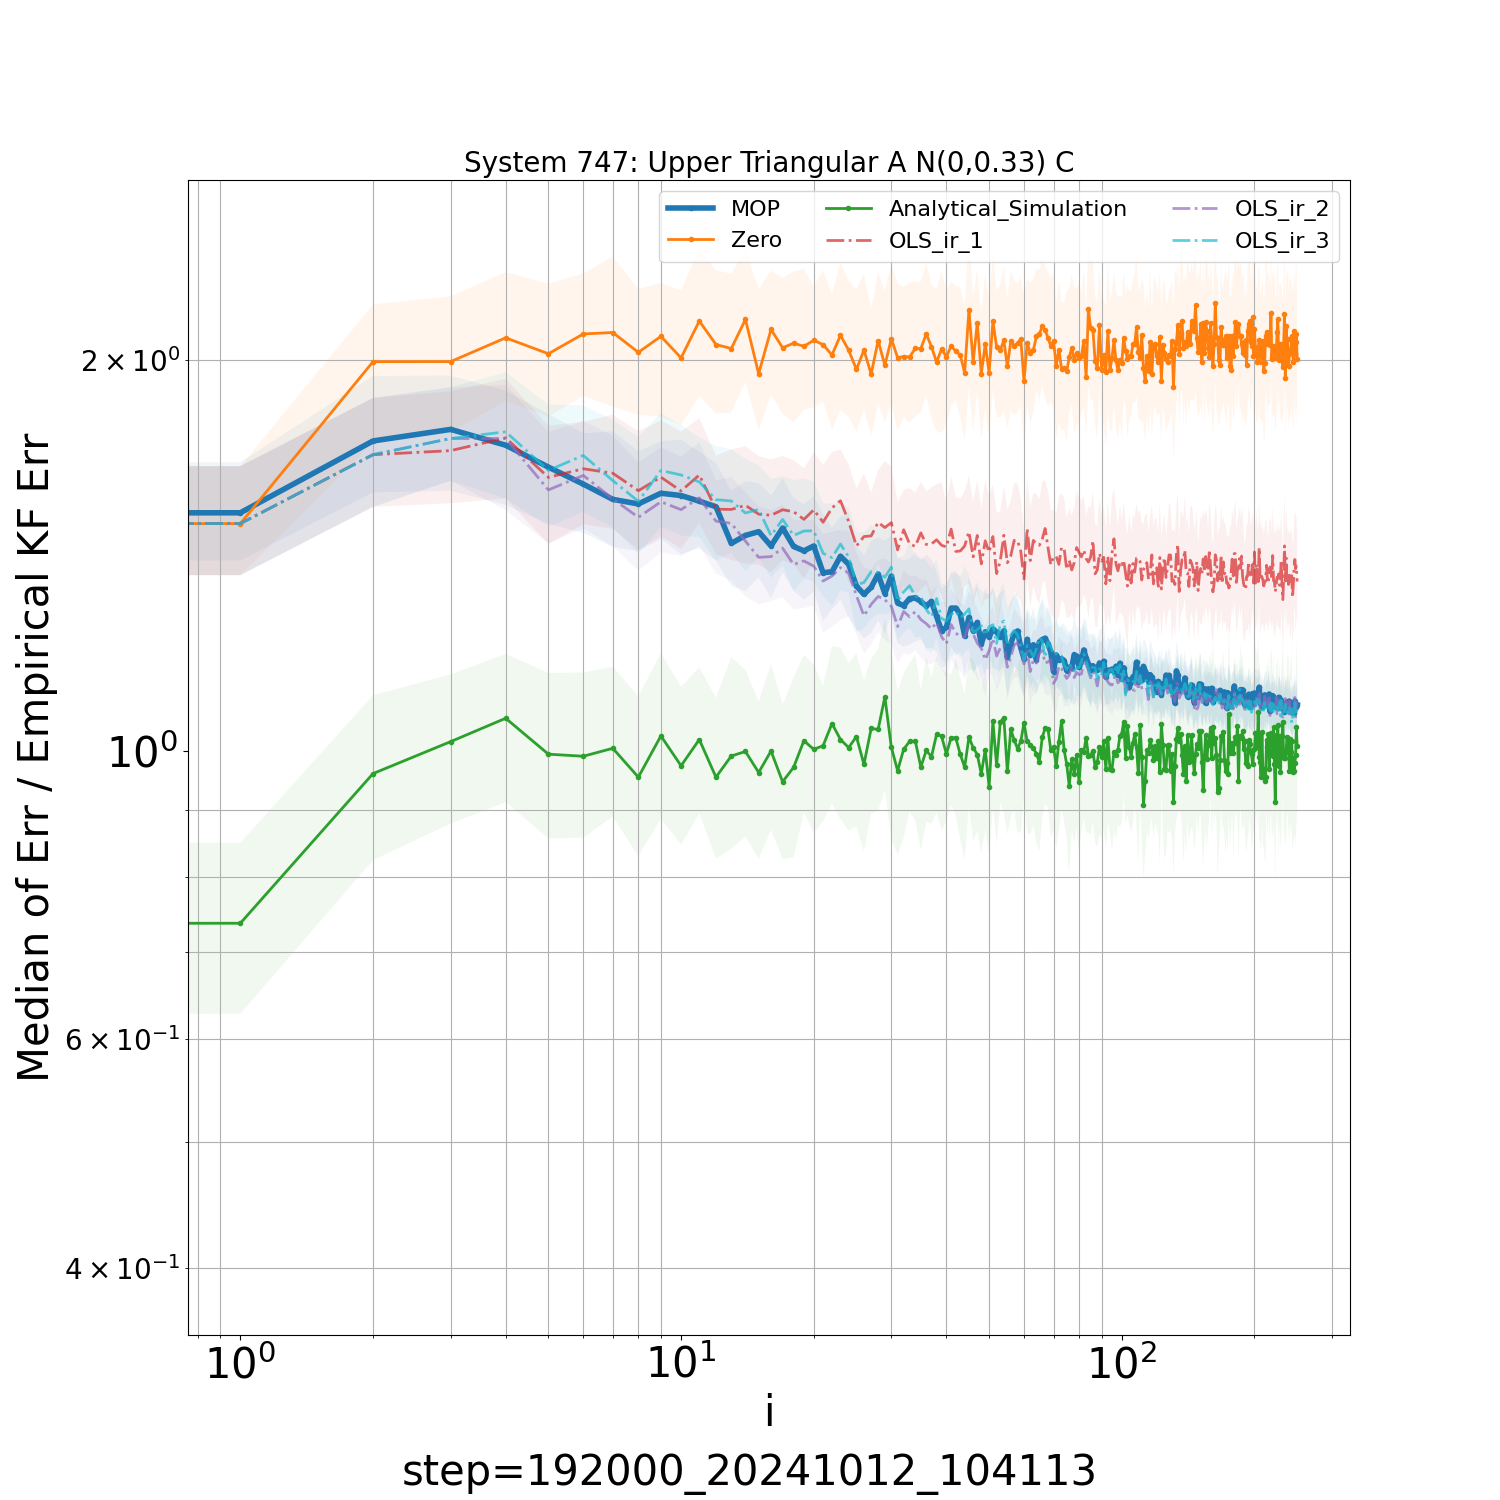 System 747: Upper Triangular A N(0,0.33) C
MOP
Zero
Analytical_Simulation
OLS_ir_1
OLS_ir_2
OLS_ir_3
Median of Err / Empirical KF Err
2 × 10⁰
10⁰
6 × 10⁻¹
4 × 10⁻¹
10⁰ 10¹ 10²
i
step=192000_20241012_104113